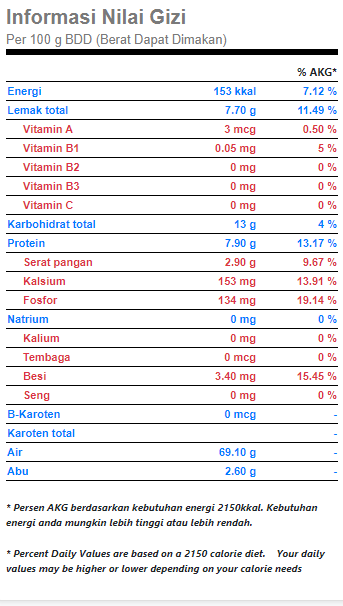 Informasi Nilai Gizi
Per 100 g BDD (Berat Dapat Dimakan)
% AKG*
Energi 153 kkal 7.12 %
Lemak total 7.70 g 11.49 %
Vitamin A 3 mcg 0.50 %
Vitamin B1 0.05 mg 5 %
Vitamin B2 0 mg 0 %
Vitamin B3 0 mg 0 %
Vitamin C 0 mg 0 %
Karbohidrat total 13 g 4 %
Protein 7.90 g 13.17 %
Serat pangan 2.90 g 9.67 %
Kalsium 153 mg 13.91 %
Fosfor 134 mg 19.14 %
Natrium 0 mg 0 %
Kalium 0 mg 0 %
Tembaga 0 mcg 0 %
Besi 3.40 mg 15.45 %
Seng 0 mg 0 %
B-Karoten 0 mcg -
Karoten total -
Air 69.10 g -
Abu 2.60 g -
* Persen AKG berdasarkan kebutuhan energi 2150kkal. Kebutuhan
energi anda mungkin lebih tinggi atau lebih rendah.
* Percent Daily Values are based on a 2150 calorie diet. Your daily
values may be higher or lower depending on your calorie needs